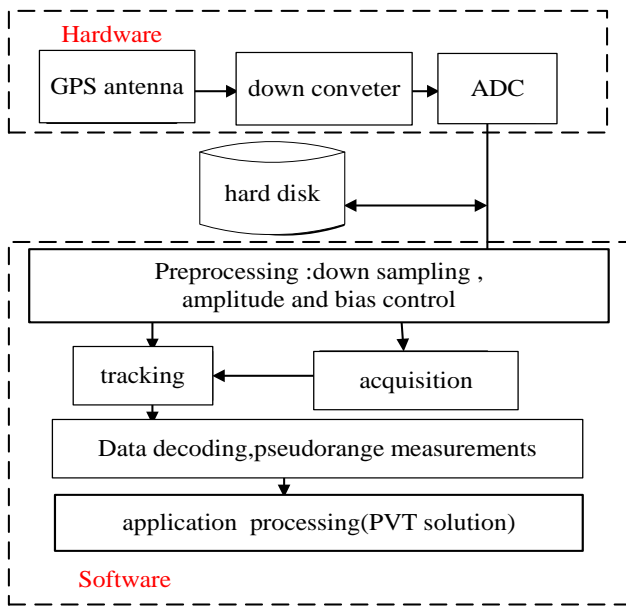 Hardware
GPS antenna
down conveter
ADC
hard disk
Preprocessing :down sampling ,
amplitude and bias control
tracking
acquisition
Data decoding,pseudorange measurements
application processing(PVT solution)
Software